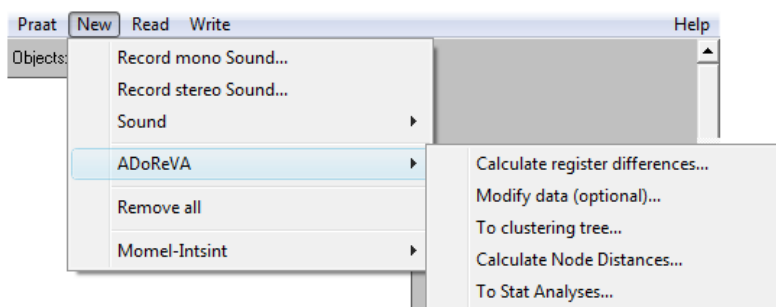 Praat New Read Write Help
Objects:
Record mono Sound...
Record stereo Sound...
Sound
ADoReVA
Remove all
Momel-Intsint
Calculate register differences...
Modify data (optional)...
To clustering tree...
Calculate Node Distances...
To Stat Analyses...